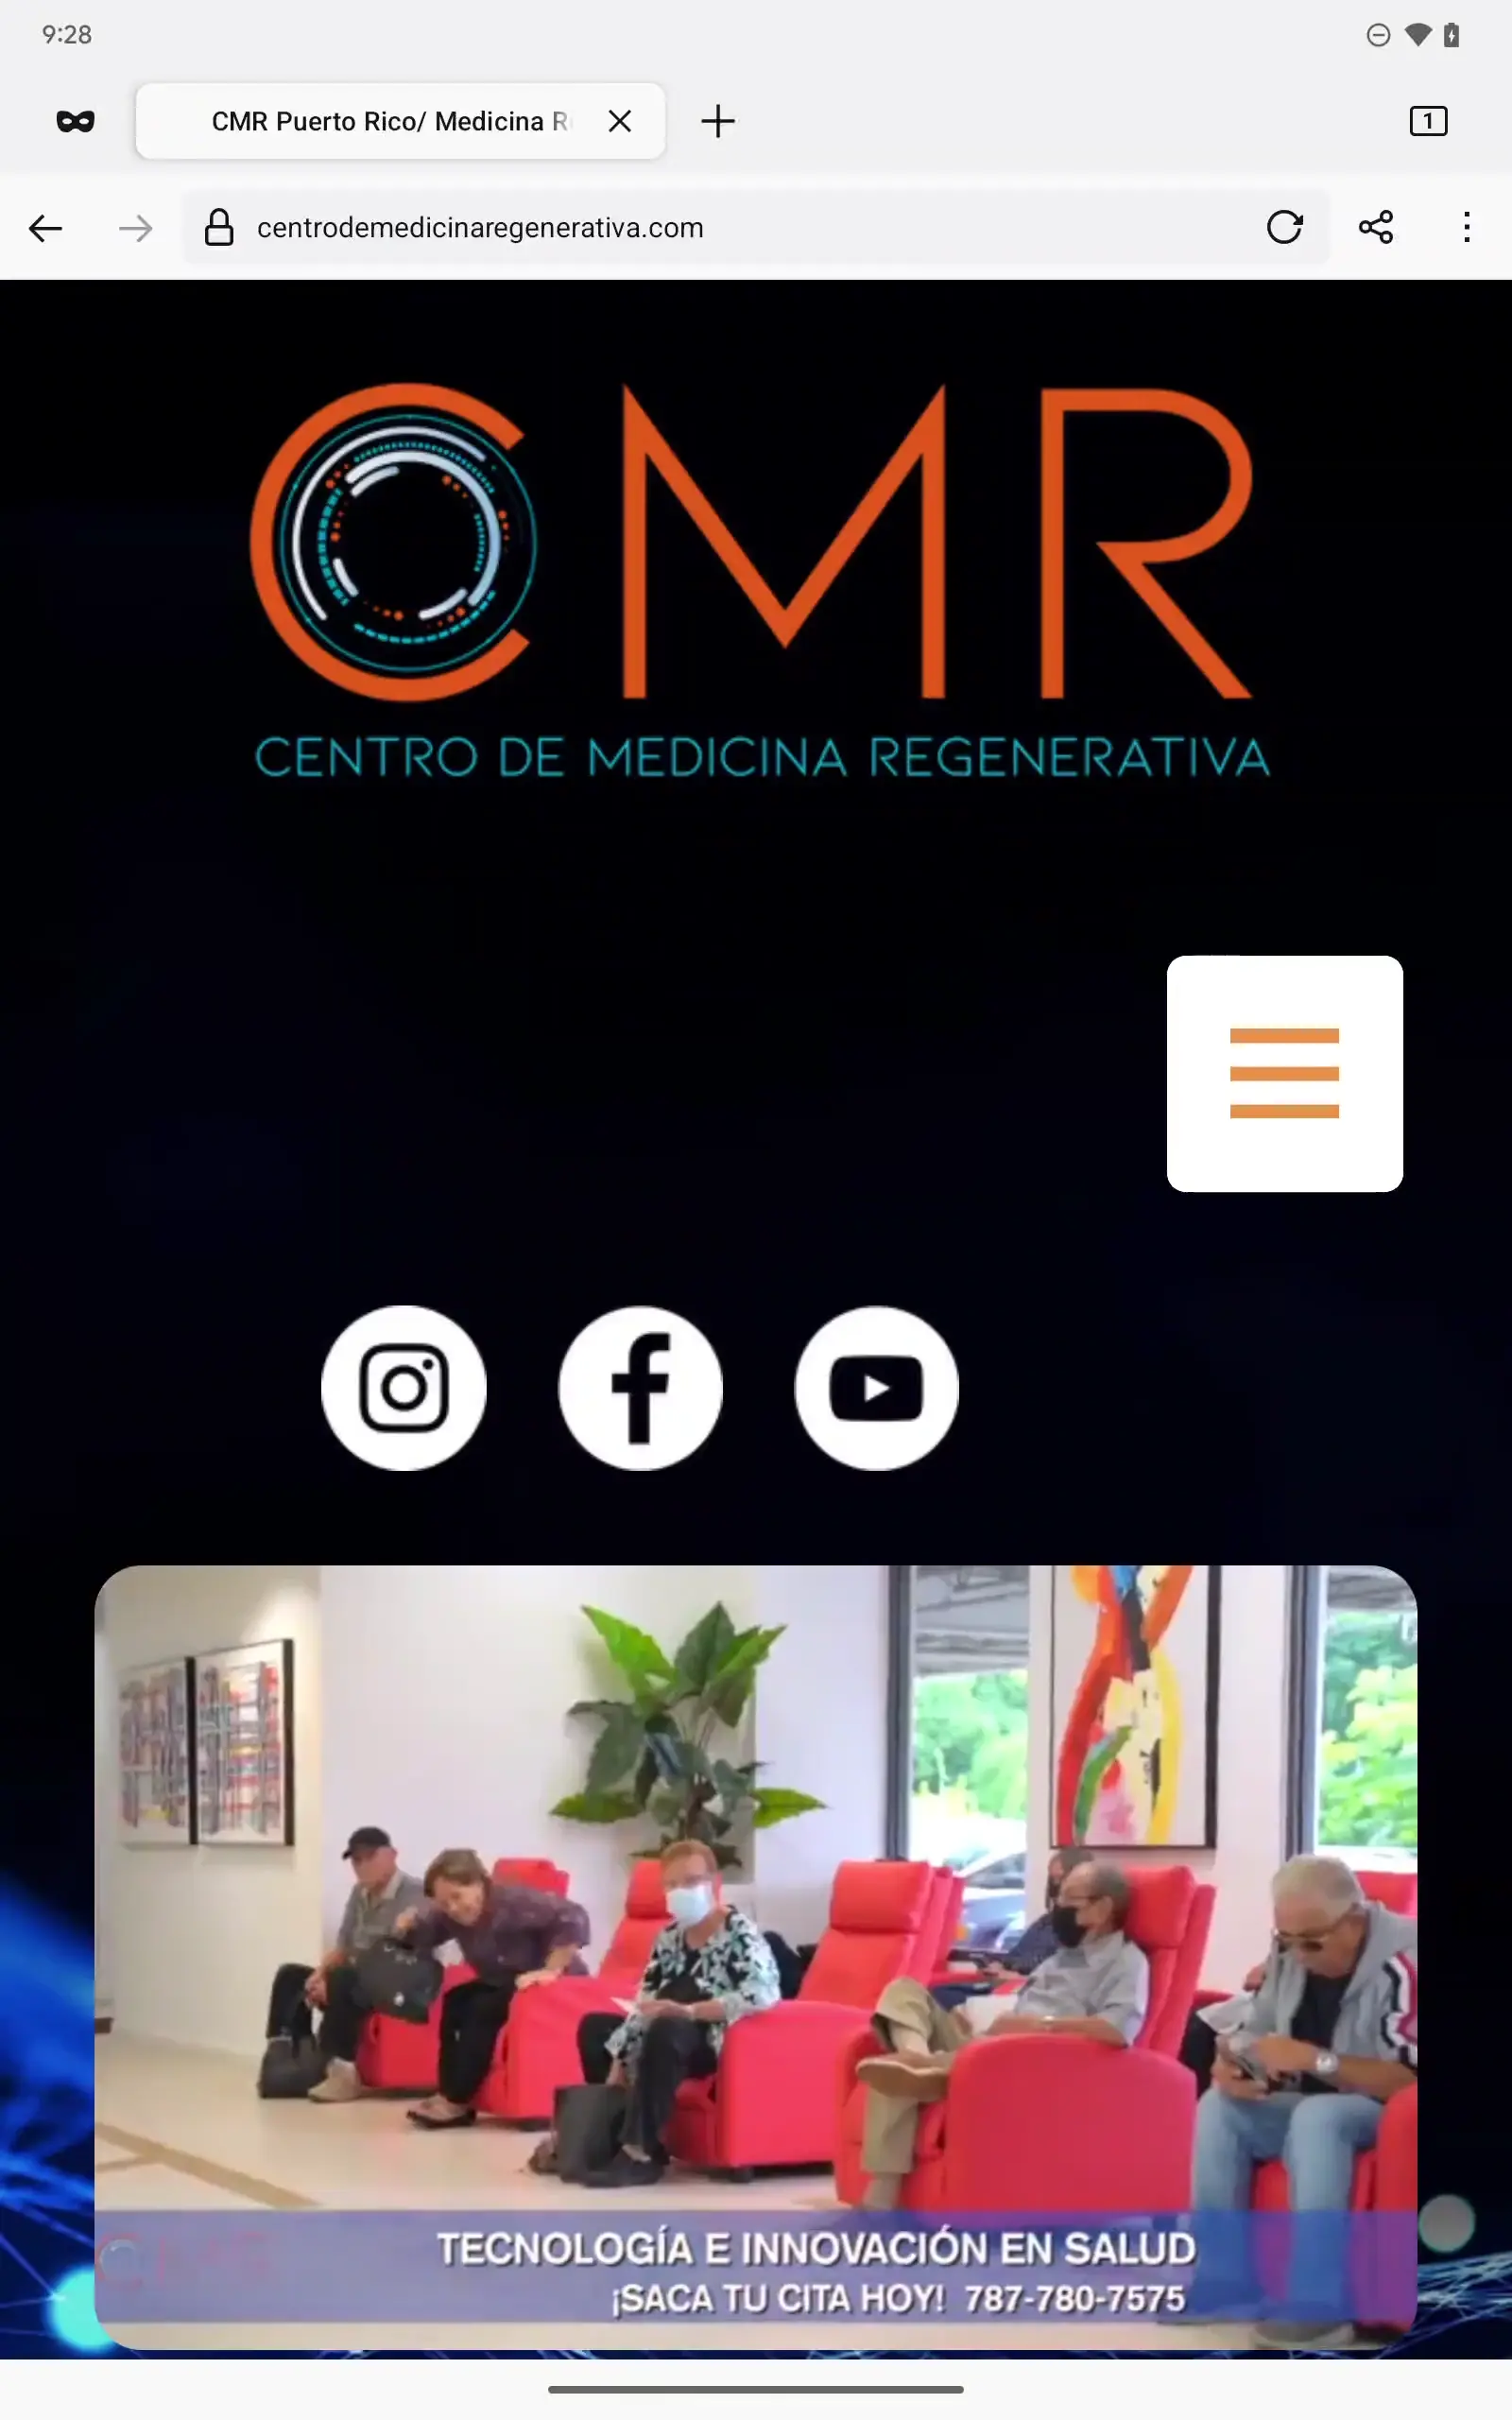 9:28
CMR Puerto Rico/ Medicina R
1
centrodemedicinaregenerativa.com
CMR
CENTRO DE MEDICINA REGENERATIVA
TECNOLOGÍA E INNOVACIÓN EN SALUD
¡SACA TU CITA HOY! 787-780-7575